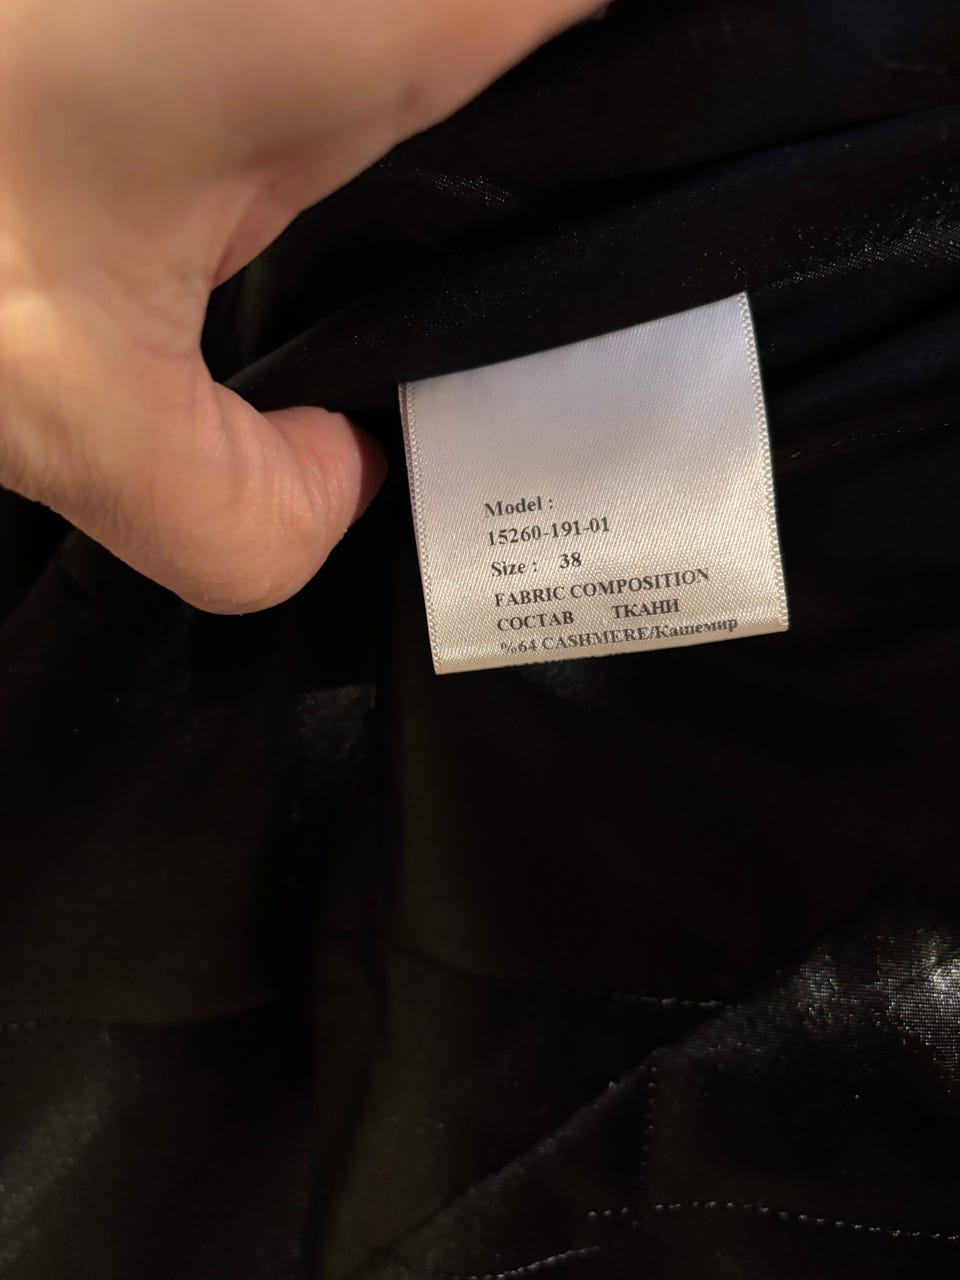 Model :
15260-191-01
Size : 38
FABRIC COMPOSITION
СОСТАВ ТКАНИ
%64 CASHMERE/Кашемир